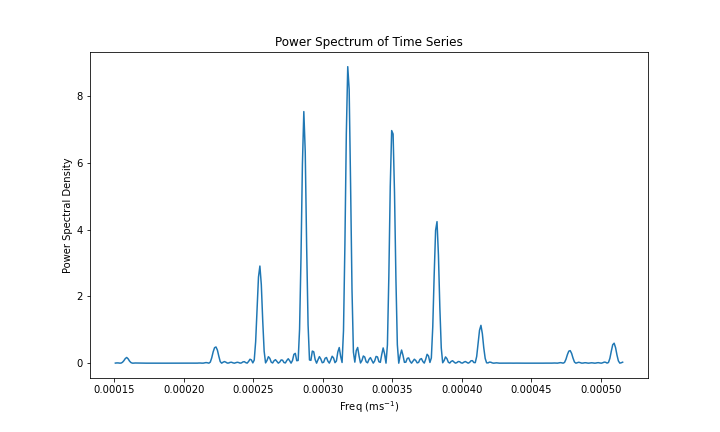 Power Spectrum of Time Series
Power Spectral Density
8
6
4
2
0
0.00015 0.00020 0.00025 0.00030 0.00035 0.00040 0.00045 0.00050
Freq (ms⁻¹)